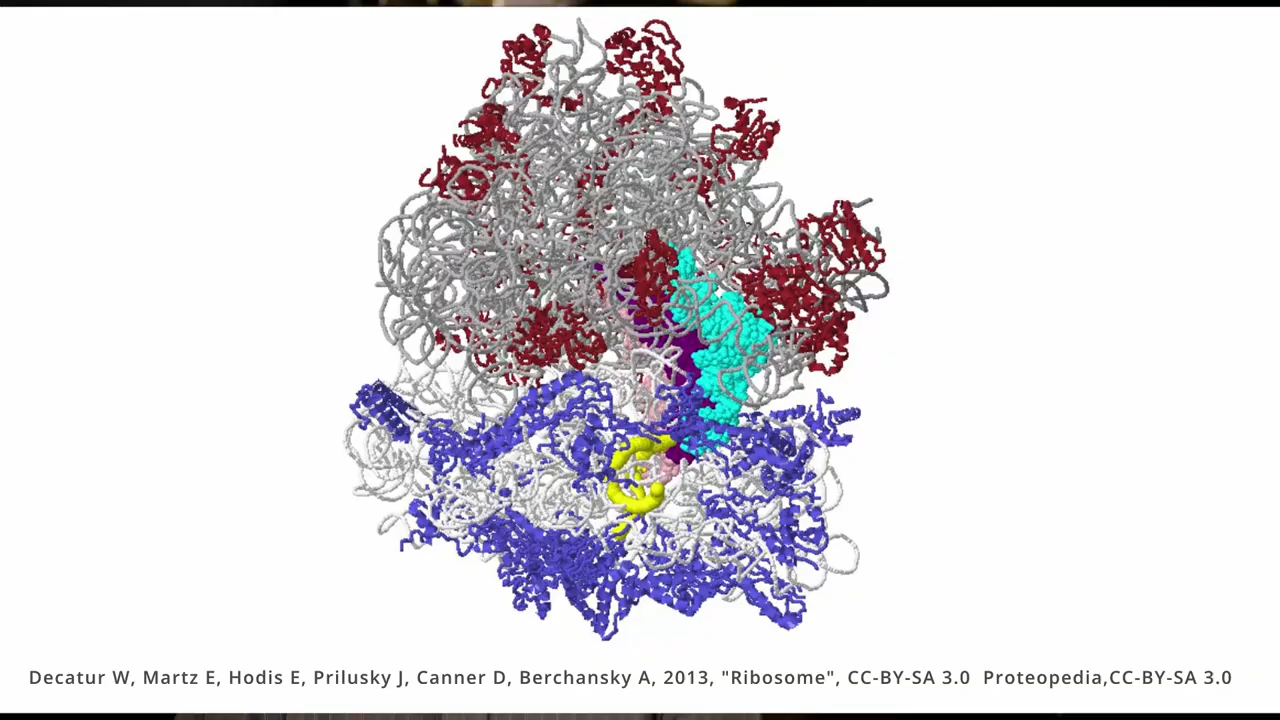 Decatur W, Martz E, Hodis E, Prilusky J, Canner D, Berchansky A, 2013, "Ribosome", CC-BY-SA 3.0  Proteopedia,CC-BY-SA 3.0